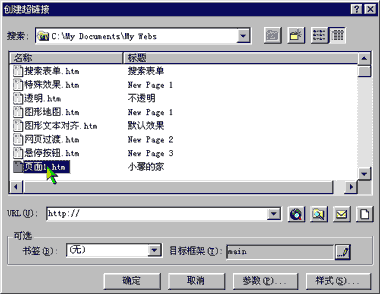 创建超链接
搜索: C:\My Documents\My Webs
名称 标题
搜索表单.htm 搜索表单
特殊效果.htm New Page 1
透明.htm 不透明
图形地图.htm New Page 1
图形文本对齐.htm 默认效果
网页过渡.htm New Page 2
悬停按钮.htm New Page 3
页面1.htm 小馨的家
URL(U): http://
可选
书签(B): (无) 目标框架(T): main
确定 取消 参数(P)... 样式(S)...